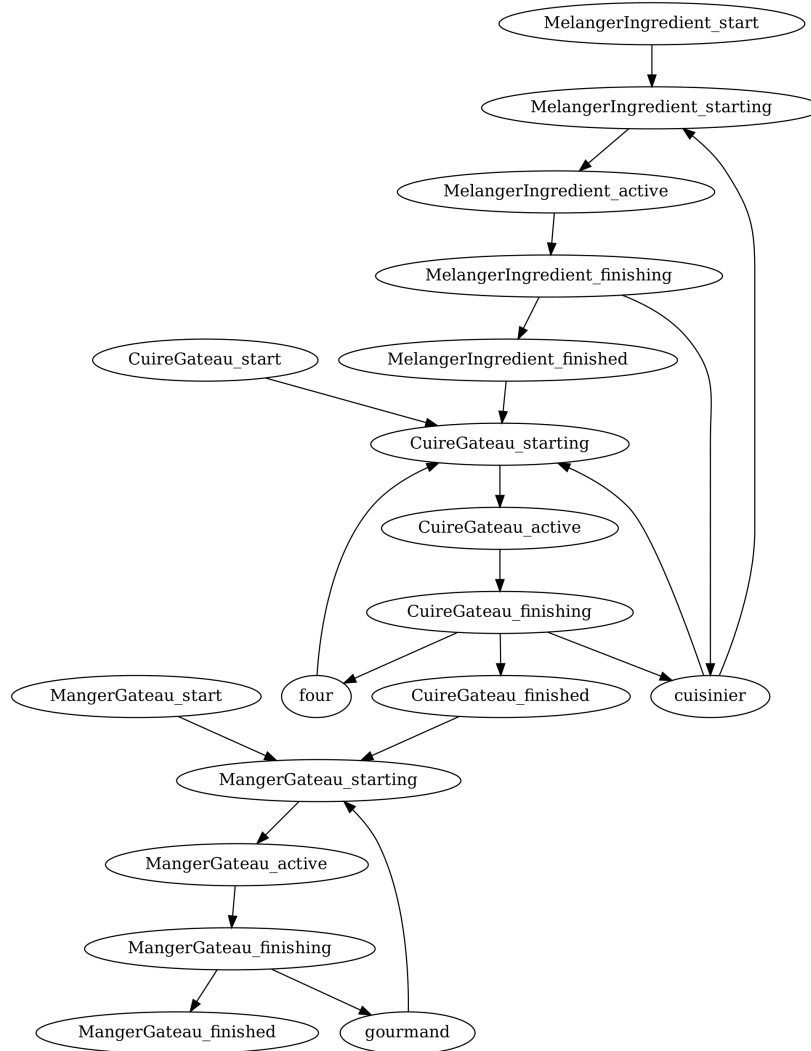 MelangerIngredient_start
MelangerIngredient_starting
MelangerIngredient_active
MelangerIngredient_finishing
CuireGateau_start
MelangerIngredient_finished
CuireGateau_starting
CuireGateau_active
CuireGateau_finishing
MangerGateau_start
four
CuireGateau_finished
cuisinier
MangerGateau_starting
MangerGateau_active
MangerGateau_finishing
MangerGateau_finished
gourmand